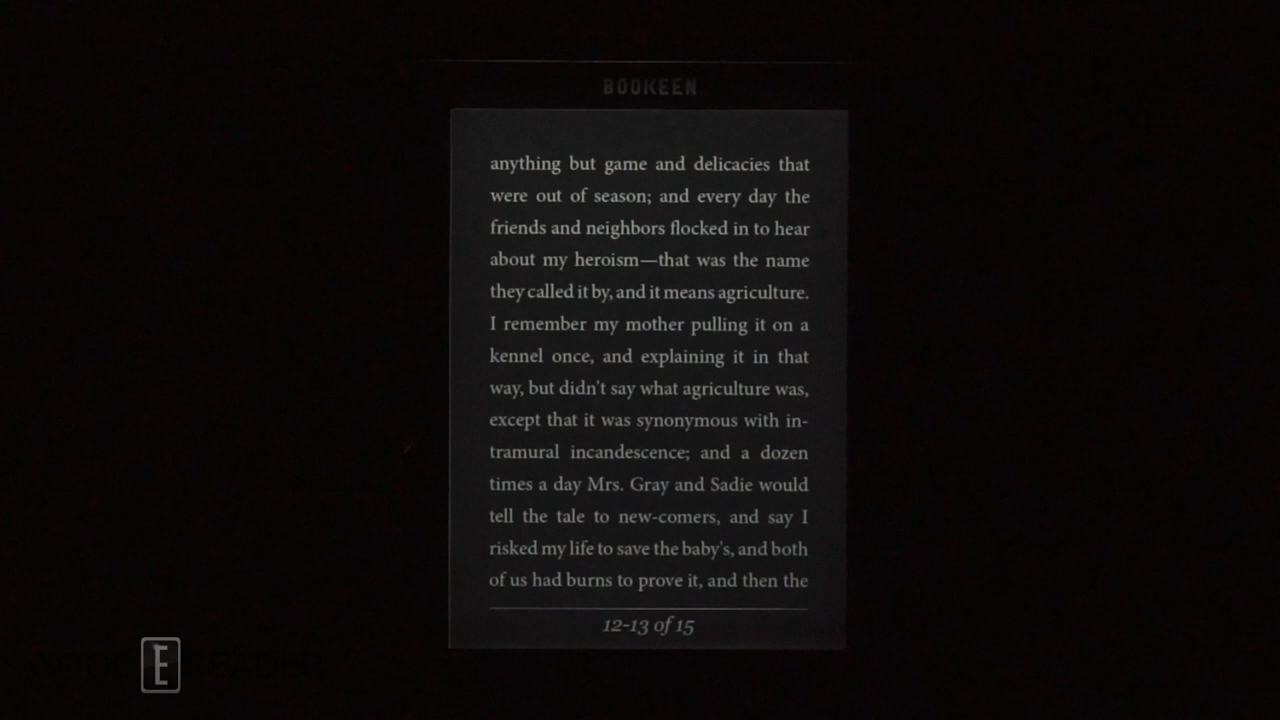 BOOKEEN
anything but game and delicacies that
were out of season; and every day the
friends and neighbors flocked in to hear
about my heroism—that was the name
they called it by, and it means agriculture.
I remember my mother pulling it on a
kennel once, and explaining it in that
way, but didn't say what agriculture was,
except that it was synonymous with in-
tramural incandescence; and a dozen
times a day Mrs. Gray and Sadie would
tell the tale to new-comers, and say I
risked my life to save the baby's, and both
of us had burns to prove it, and then the
12-13 of 15
E